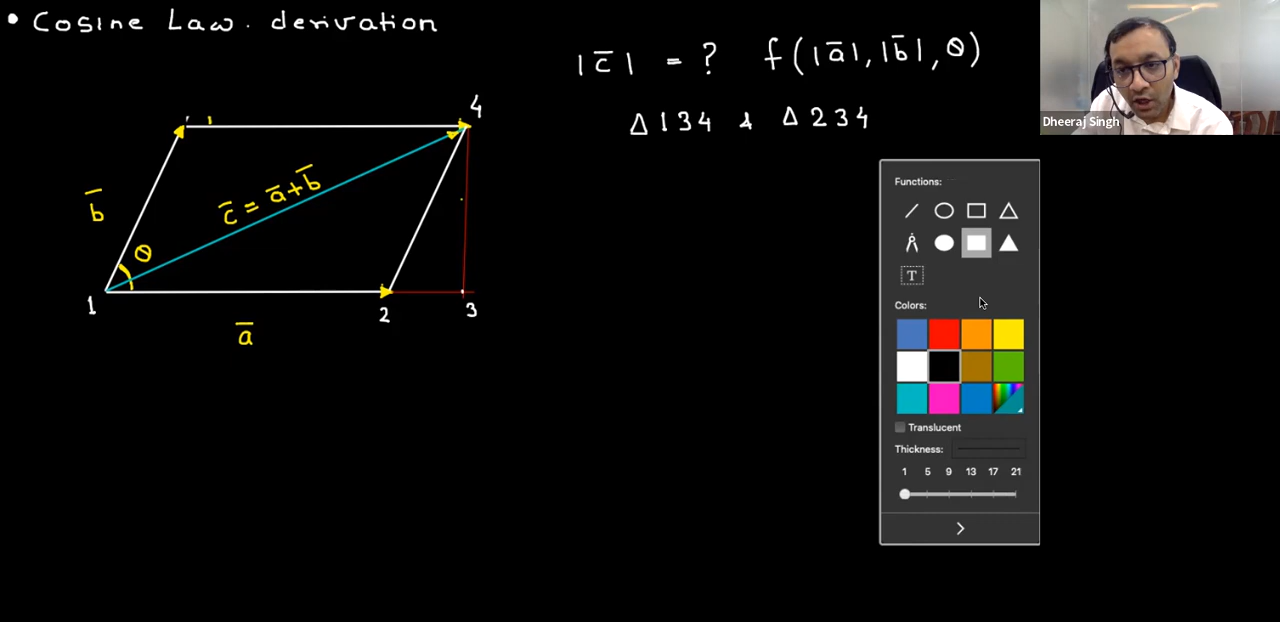 • Cosine Law. derivation
|c̅| = ? f(|a̅|, |b̅|, θ)
Δ134 & Δ234
4
b̅
θ
c̅ = a̅+b̅
1
2
3
a̅
Dheeraj Singh
Functions:
T
Colors:
Translucent
Thickness:
1 5 9 13 17 21